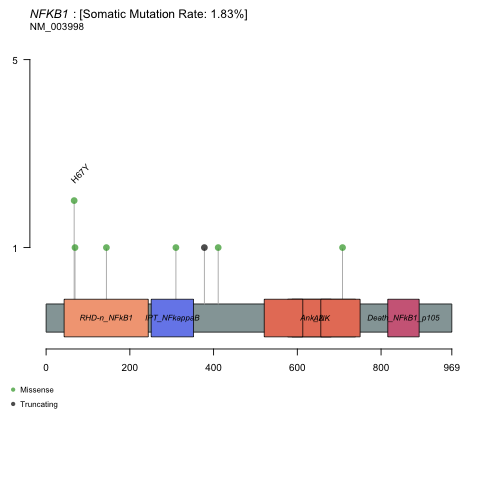 NFKB1 : [Somatic Mutation Rate: 1.83%]
NM_003998
5
H67Y
1
RHD-n_NFkB1
IPT_NFkappaB
ANK
Death_NFkB1_p105
0
200
400
600
800
969
Missense
Truncating